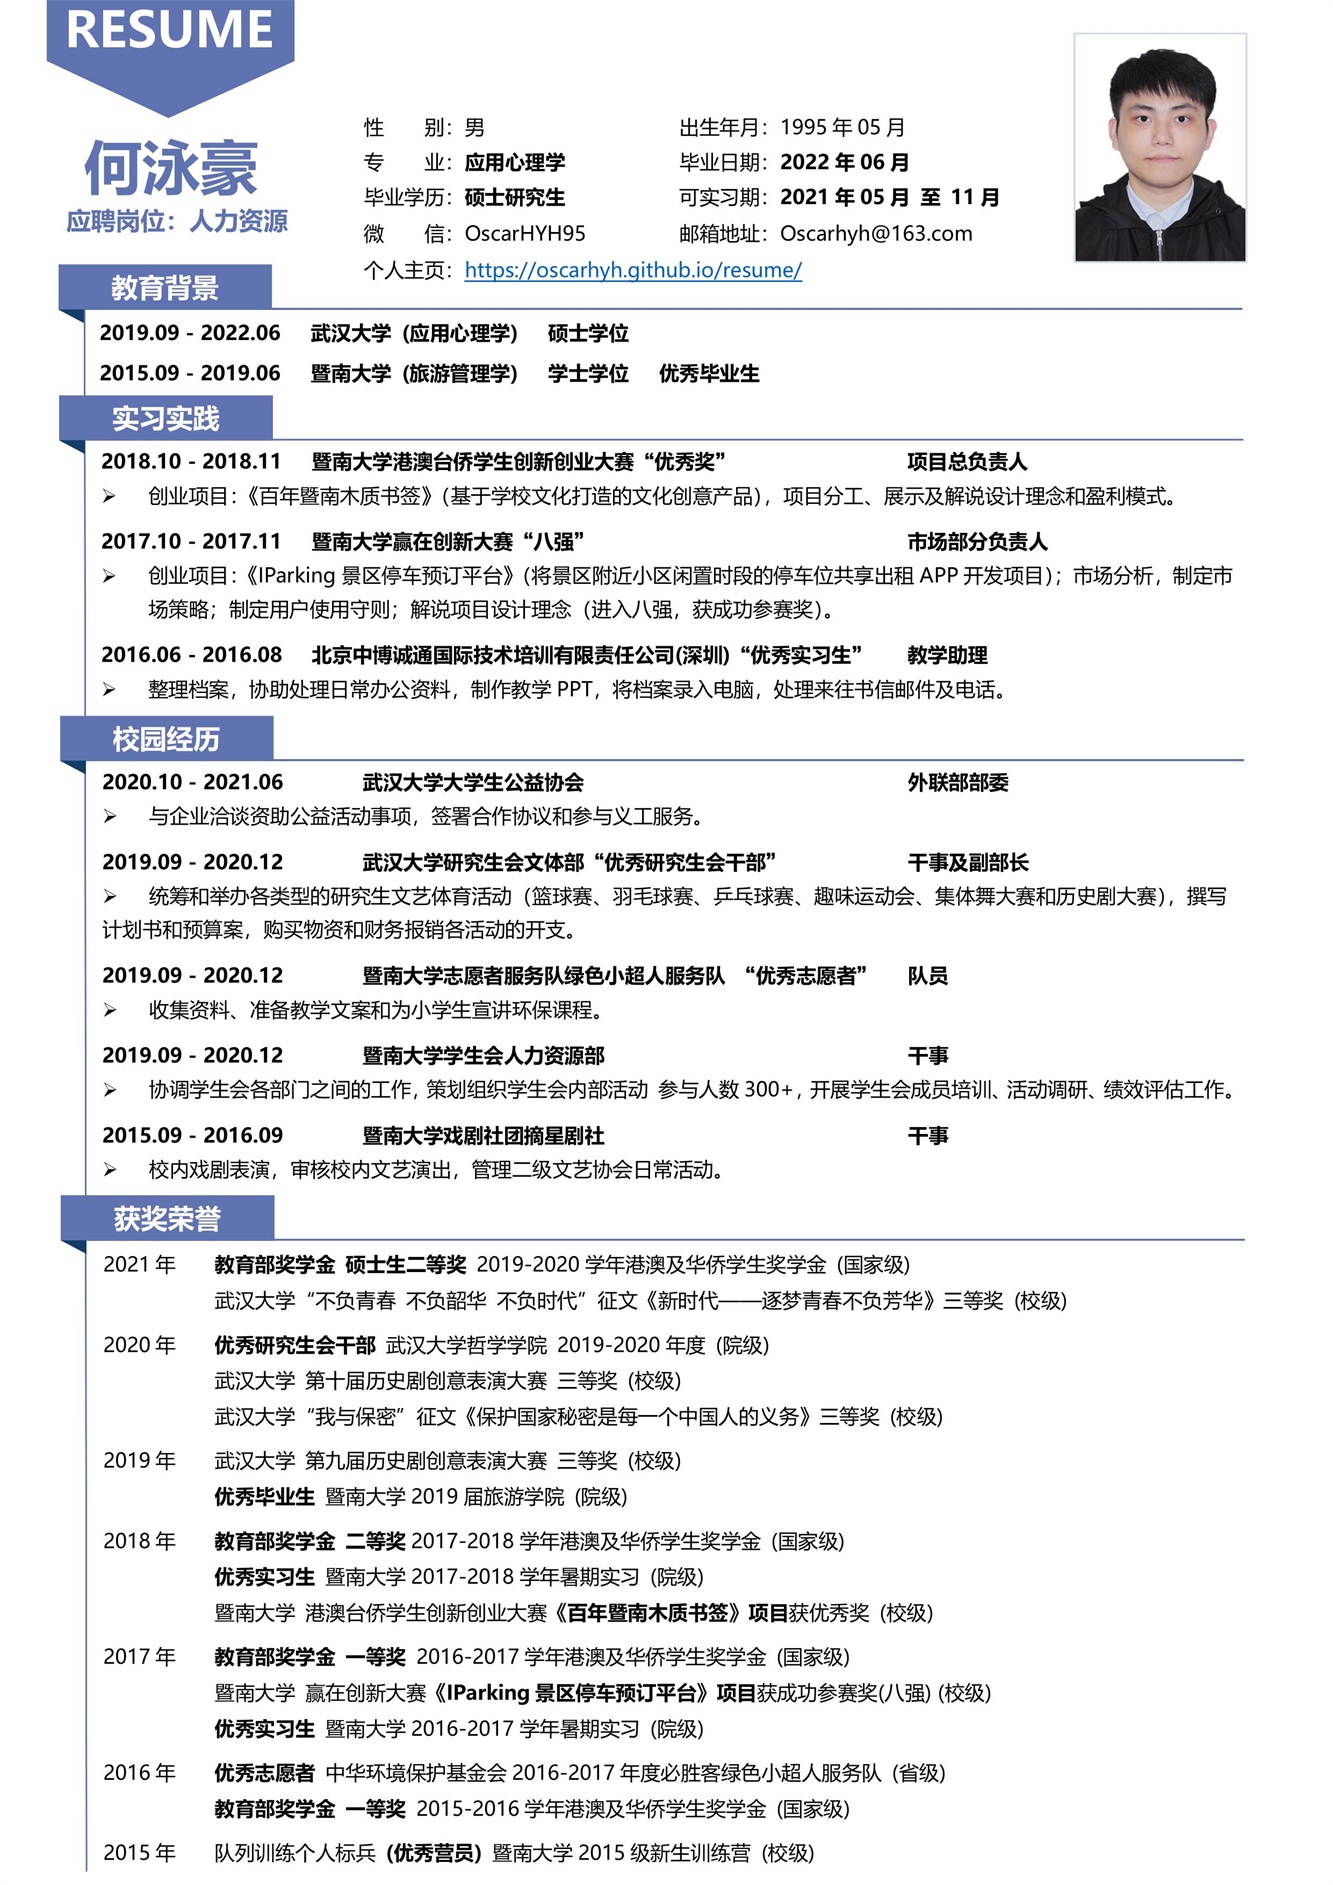 RESUME
何泳豪
应聘岗位：人力资源
性　　别：男　出生年月：1995 年 05 月
专　　业：应用心理学　毕业日期：2022 年 06 月
毕业学历：硕士研究生　可实习期：2021 年 05 月 至 11 月
微　　信：OscarHYH95　邮箱地址：Oscarhyh@163.com
个人主页：https://oscarhyh.github.io/resume/
教育背景
2019.09 - 2022.06　武汉大学（应用心理学）　硕士学位
2015.09 - 2019.06　暨南大学（旅游管理学）　学士学位　优秀毕业生
实习实践
2018.10 - 2018.11　暨南大学港澳台侨学生创新创业大赛“优秀奖”　项目总负责人
➢ 创业项目：《百年暨南木质书签》（基于学校文化打造的文化创意产品），项目分工、展示及解说设计理念和盈利模式。
2017.10 - 2017.11　暨南大学赢在创新大赛“八强”　市场部分负责人
➢ 创业项目：《IParking 景区停车预订平台》（将景区附近小区闲置时段的停车位共享出租 APP 开发项目）；市场分析，制定市
场策略；制定用户使用守则；解说项目设计理念（进入八强，获成功参赛奖）。
2016.06 - 2016.08　北京中博诚通国际技术培训有限责任公司(深圳)“优秀实习生”　教学助理
➢ 整理档案，协助处理日常办公资料，制作教学 PPT，将档案录入电脑，处理来往书信邮件及电话。
校园经历
2020.10 - 2021.06　武汉大学大学生公益协会　外联部部委
➢ 与企业洽谈资助公益活动事项，签署合作协议和参与义工服务。
2019.09 - 2020.12　武汉大学研究生会文体部“优秀研究生会干部”　干事及副部长
➢ 统筹和举办各类型的研究生文艺体育活动（篮球赛、羽毛球赛、乒乓球赛、趣味运动会、集体舞大赛和历史剧大赛），撰写
计划书和预算案，购买物资和财务报销各活动的开支。
2019.09 - 2020.12　暨南大学志愿者服务队绿色小超人服务队 “优秀志愿者”　队员
➢ 收集资料、准备教学文案和为小学生宣讲环保课程。
2019.09 - 2020.12　暨南大学学生会人力资源部　干事
➢ 协调学生会各部门之间的工作，策划组织学生会内部活动 参与人数 300+，开展学生会成员培训、活动调研、绩效评估工作。
2015.09 - 2016.09　暨南大学戏剧社团摘星剧社　干事
➢ 校内戏剧表演，审核校内文艺演出，管理二级文艺协会日常活动。
获奖荣誉
2021 年　教育部奖学金 硕士生二等奖 2019-2020 学年港澳及华侨学生奖学金（国家级）
武汉大学“不负青春 不负韶华 不负时代”征文《新时代——逐梦青春不负芳华》三等奖（校级）
2020 年　优秀研究生会干部 武汉大学哲学学院 2019-2020 年度（院级）
武汉大学 第十届历史剧创意表演大赛 三等奖（校级）
武汉大学“我与保密”征文《保护国家秘密是每一个中国人的义务》三等奖（校级）
2019 年　武汉大学 第九届历史剧创意表演大赛 三等奖（校级）
优秀毕业生 暨南大学 2019 届旅游学院（院级）
2018 年　教育部奖学金 二等奖 2017-2018 学年港澳及华侨学生奖学金（国家级）
优秀实习生 暨南大学 2017-2018 学年暑期实习（院级）
暨南大学 港澳台侨学生创新创业大赛《百年暨南木质书签》项目获优秀奖（校级）
2017 年　教育部奖学金 一等奖 2016-2017 学年港澳及华侨学生奖学金（国家级）
暨南大学 赢在创新大赛《IParking 景区停车预订平台》项目获成功参赛奖(八强)（校级）
优秀实习生 暨南大学 2016-2017 学年暑期实习（院级）
2016 年　优秀志愿者 中华环境保护基金会 2016-2017 年度必胜客绿色小超人服务队（省级）
教育部奖学金 一等奖 2015-2016 学年港澳及华侨学生奖学金（国家级）
2015 年　队列训练个人标兵（优秀营员）暨南大学 2015 级新生训练营（校级）